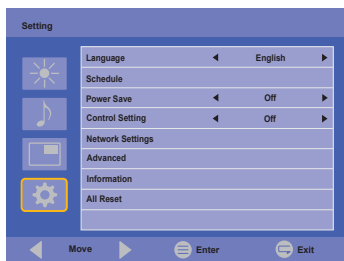 Setting
Language English
Schedule
Power Save Off
Control Setting Off
Network Settings
Advanced
Information
All Reset
Move Enter Exit